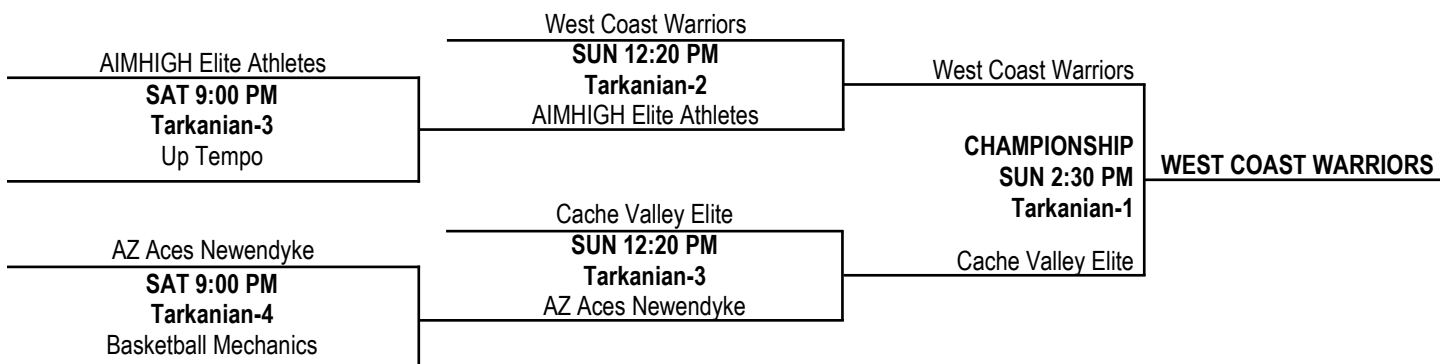 AIMHIGH Elite Athletes
SAT 9:00 PM
Tarkanian-3
Up Tempo
AZ Aces Newendyke
SAT 9:00 PM
Tarkanian-4
Basketball Mechanics
West Coast Warriors
SUN 12:20 PM
Tarkanian-2
AIMHIGH Elite Athletes
Cache Valley Elite
SUN 12:20 PM
Tarkanian-3
AZ Aces Newendyke
West Coast Warriors
CHAMPIONSHIP
SUN 2:30 PM
Tarkanian-1
Cache Valley Elite
WEST COAST WARRIORS